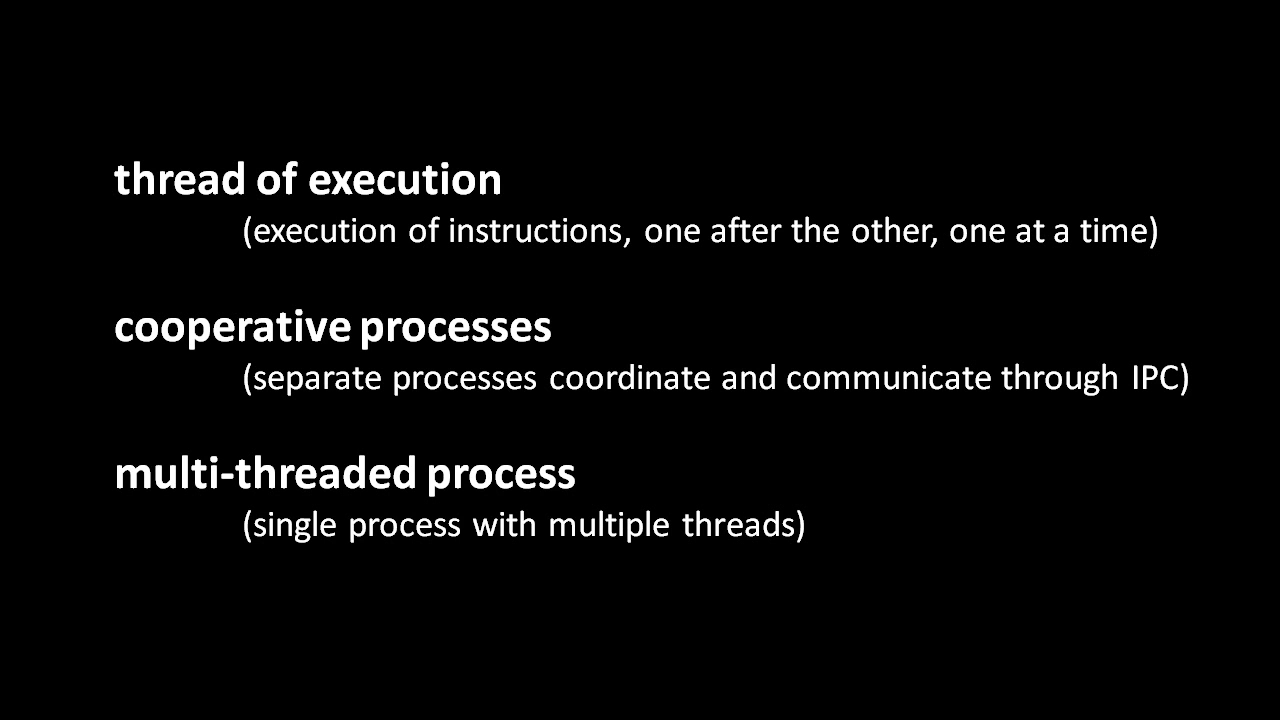 thread of execution
(execution of instructions, one after the other, one at a time)
cooperative processes
(separate processes coordinate and communicate through IPC)
multi-threaded process
(single process with multiple threads)